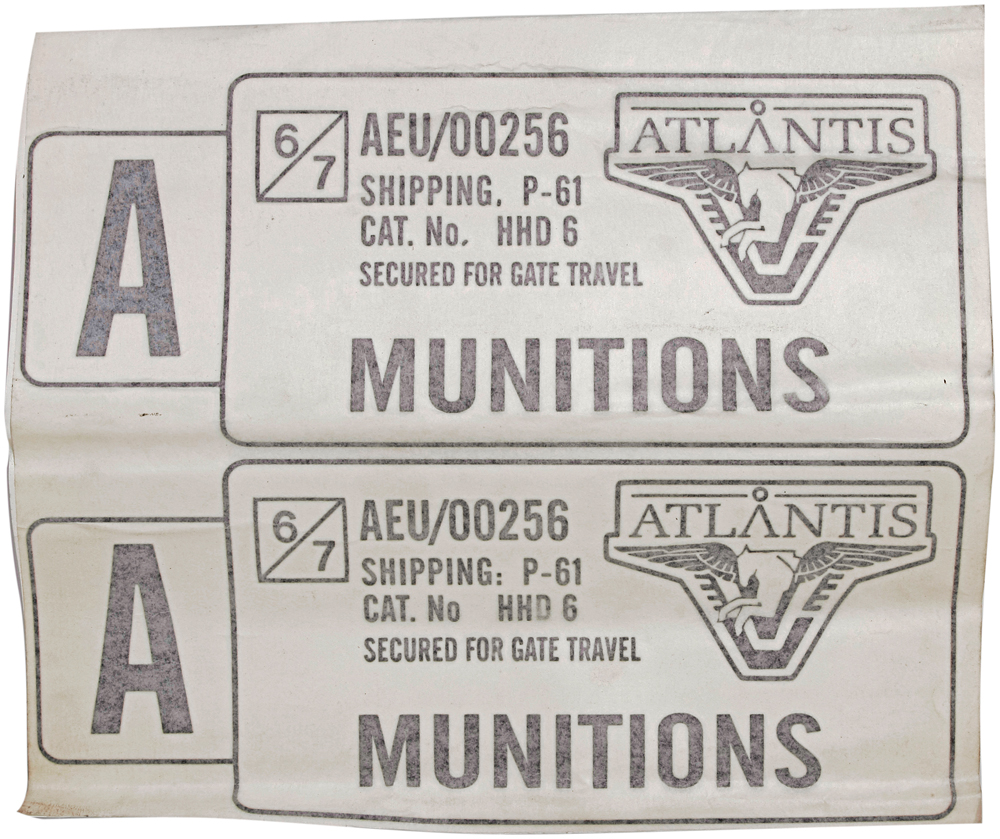 A
6/7
AEU/00256
SHIPPING. P-61
CAT. No. HHD 6
SECURED FOR GATE TRAVEL
ATLANTIS
MUNITIONS
A
6/7
AEU/00256
SHIPPING: P-61
CAT. No HHD 6
SECURED FOR GATE TRAVEL
ATLANTIS
MUNITIONS